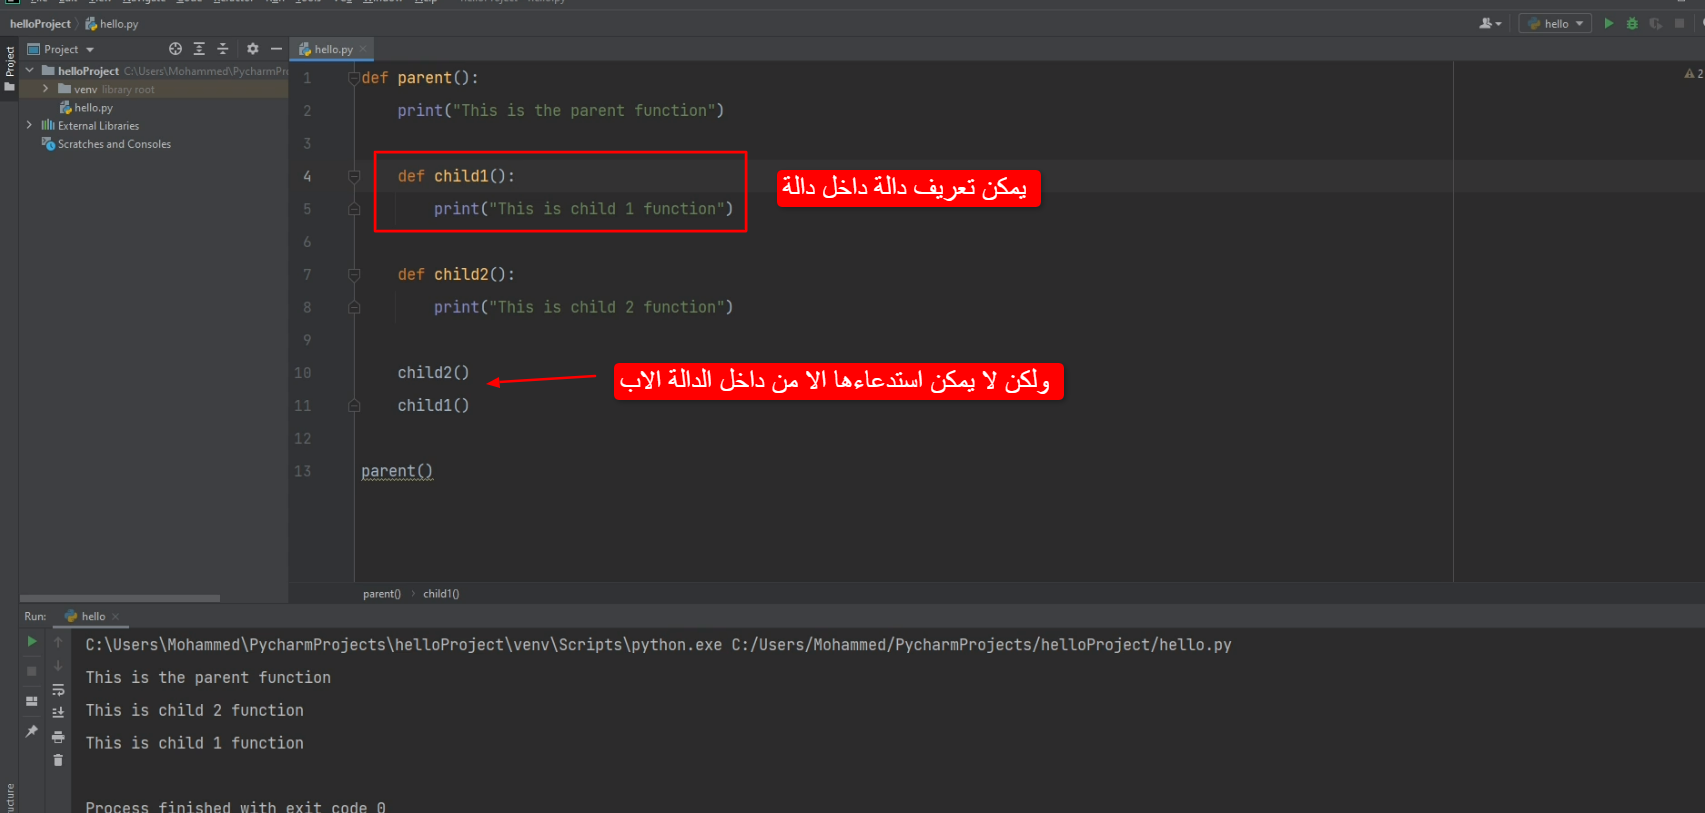 helloProject hello.py
hello
Project
Project
hello.py
helloProject C:\Users\Mohammed\PycharmPr
venv library root
hello.py
External Libraries
Scratches and Consoles
2
1 def parent():
2 print("This is the parent function")
3
4 def child1():
يمكن تعريف دالة داخل دالة
5 print("This is child 1 function")
6
7 def child2():
8 print("This is child 2 function")
9
10 child2()
ولكن لا يمكن استدعاءها الا من داخل الدالة الاب
11 child1()
12
13 parent()
parent() child1()
Run: hello
C:\Users\Mohammed\PycharmProjects\helloProject\venv\Scripts\python.exe C:/Users/Mohammed/PycharmProjects/helloProject/hello.py
This is the parent function
This is child 2 function
This is child 1 function
Process finished with exit code 0